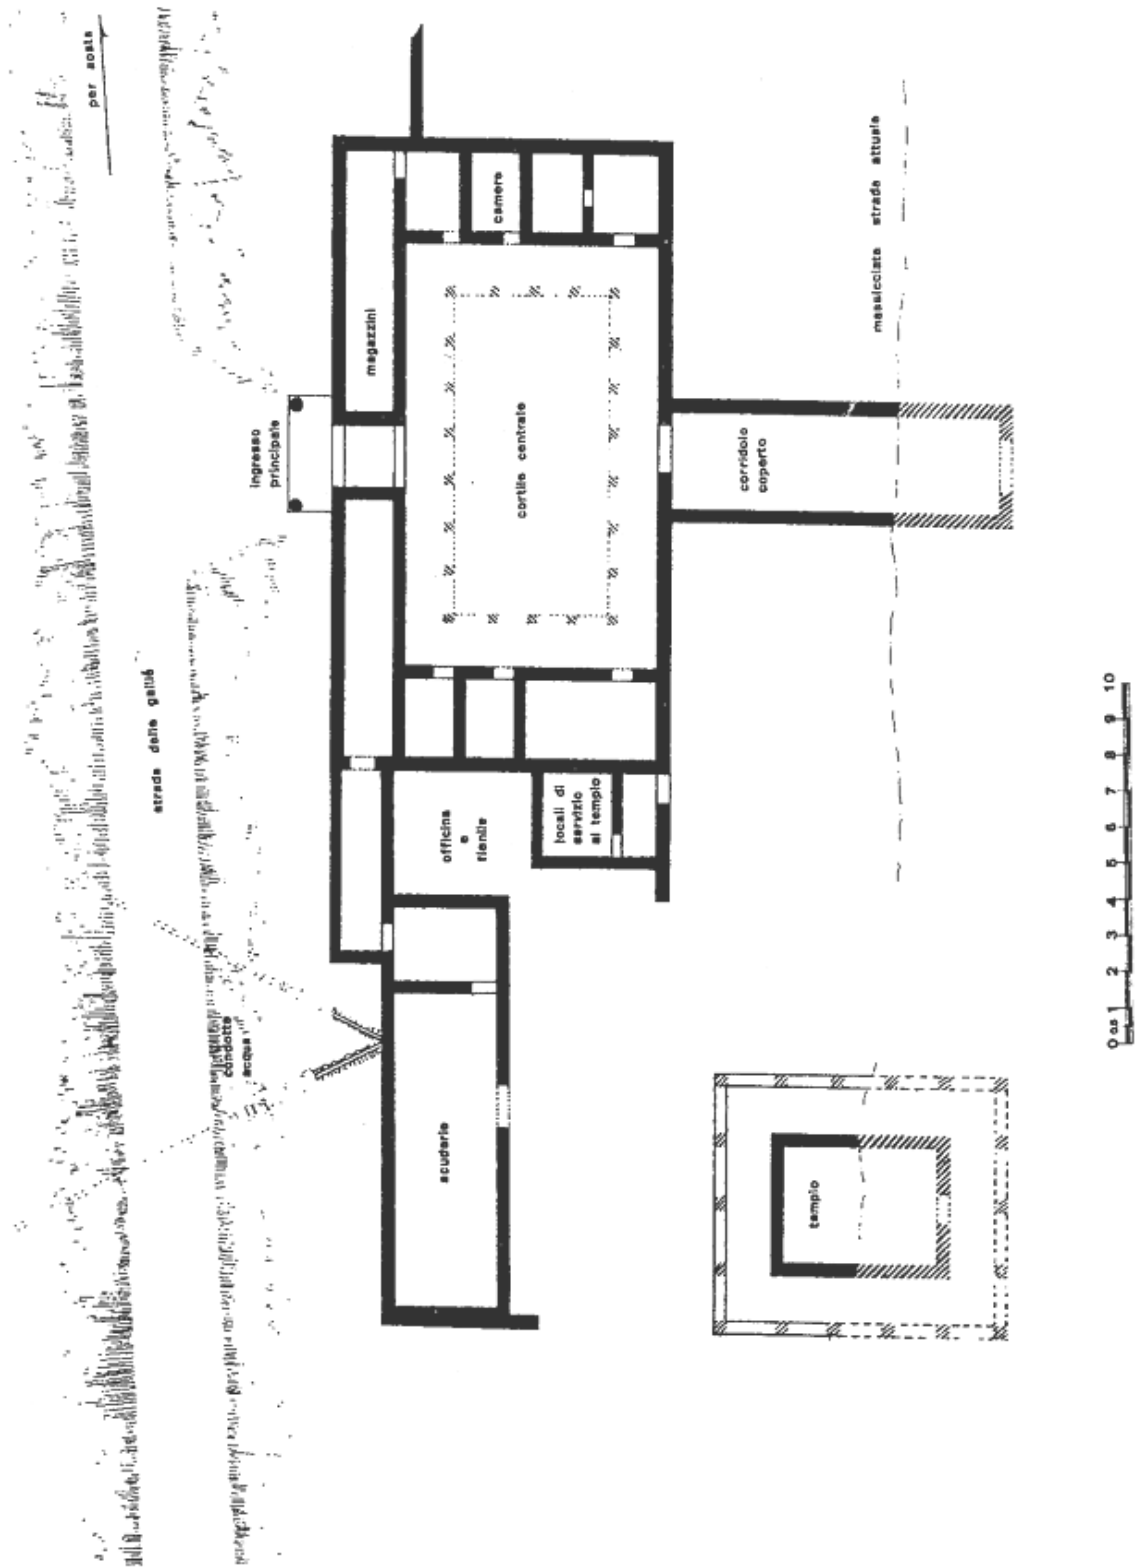 per aosta
strada delle gallie
condotte
acqua
ingresso
principale
magazzini
camere
cortile centrale
corridoio
coperto
massicciata strada attuale
officina
e
fienile
locali di
servizio
al tempio
scuderie
tempio
0 0.5 1 2 3 4 5 6 7 8 9 10